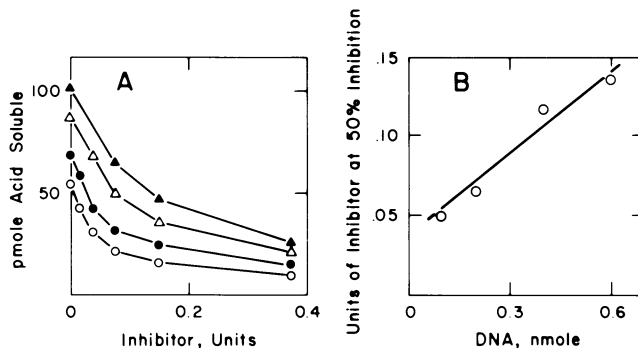 A
100
50
pmole Acid Soluble
0
0.2
0.4
Inhibitor, Units
B
.15
.10
.05
Units of Inhibitor at 50% Inhibition
0
0.3
0.6
DNA, nmole